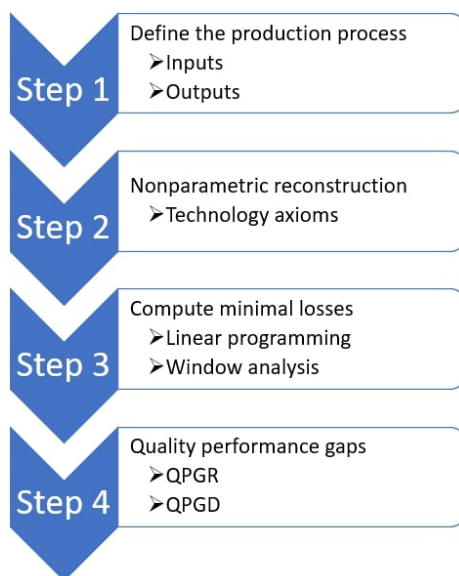 Step 1
Define the production process
➢Inputs
➢Outputs
Step 2
Nonparametric reconstruction
➢Technology axioms
Step 3
Compute minimal losses
➢Linear programming
➢Window analysis
Step 4
Quality performance gaps
➢QPGR
➢QPGD